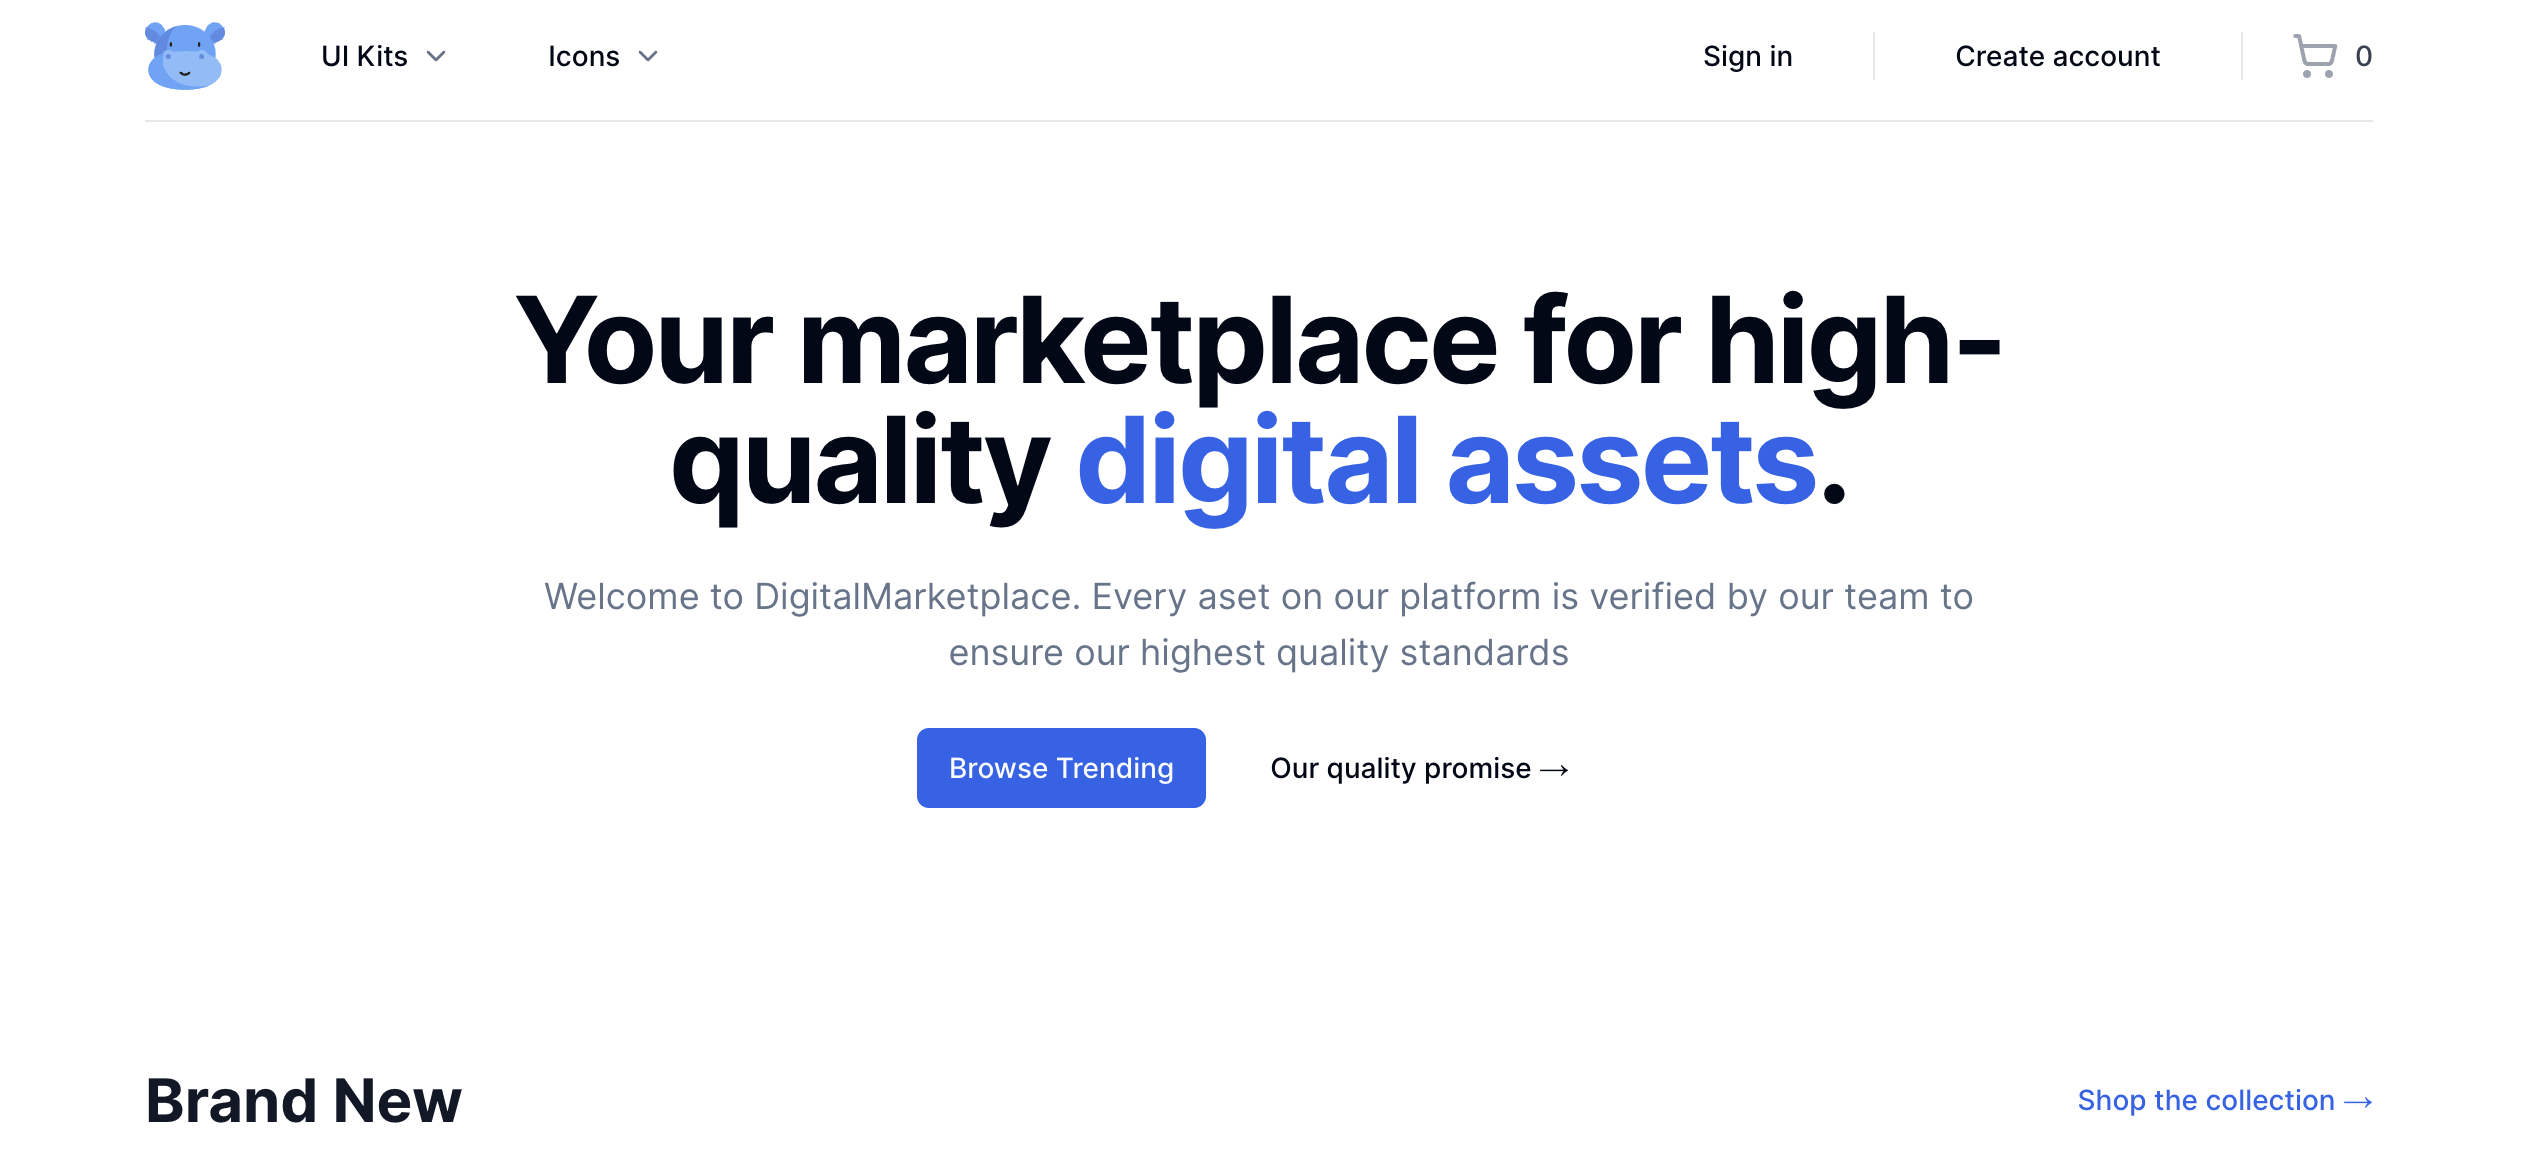 UI Kits
Icons
Sign in
Create account
0
Your marketplace for high-
quality digital assets.
Welcome to DigitalMarketplace. Every aset on our platform is verified by our team to
ensure our highest quality standards
Browse Trending
Our quality promise →
Brand New
Shop the collection →